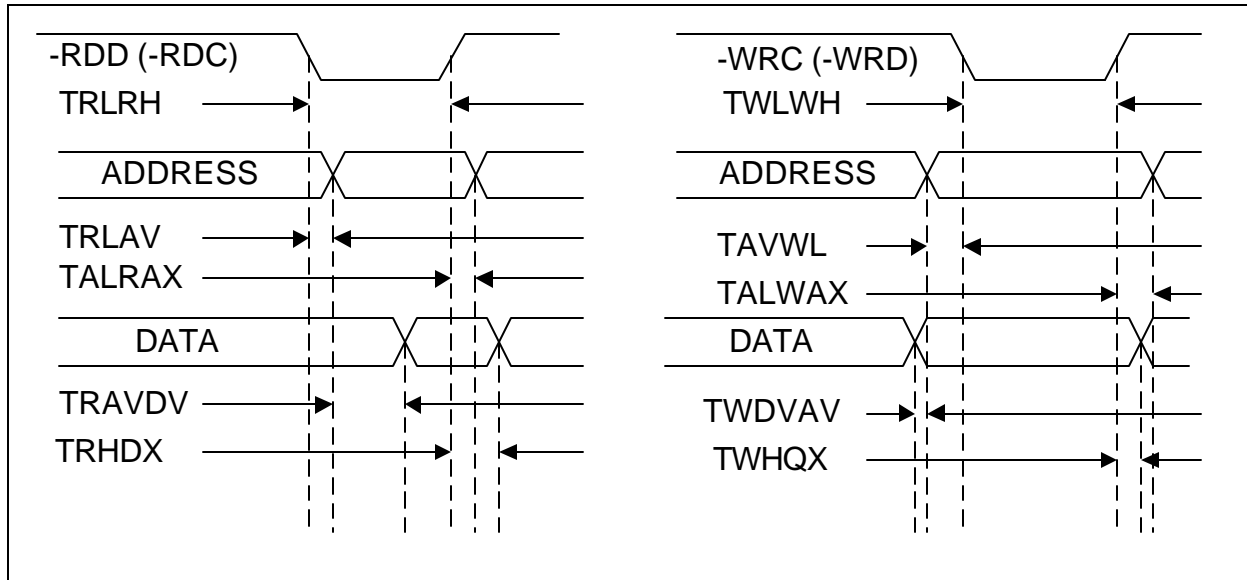 -RDD (-RDC)
TRLRH
ADDRESS
TRLAV
TALRAX
DATA
TRAVDV
TRHDX
-WRC (-WRD)
TWLWH
ADDRESS
TAVWL
TALWAX
DATA
TWDVAV
TWHQX